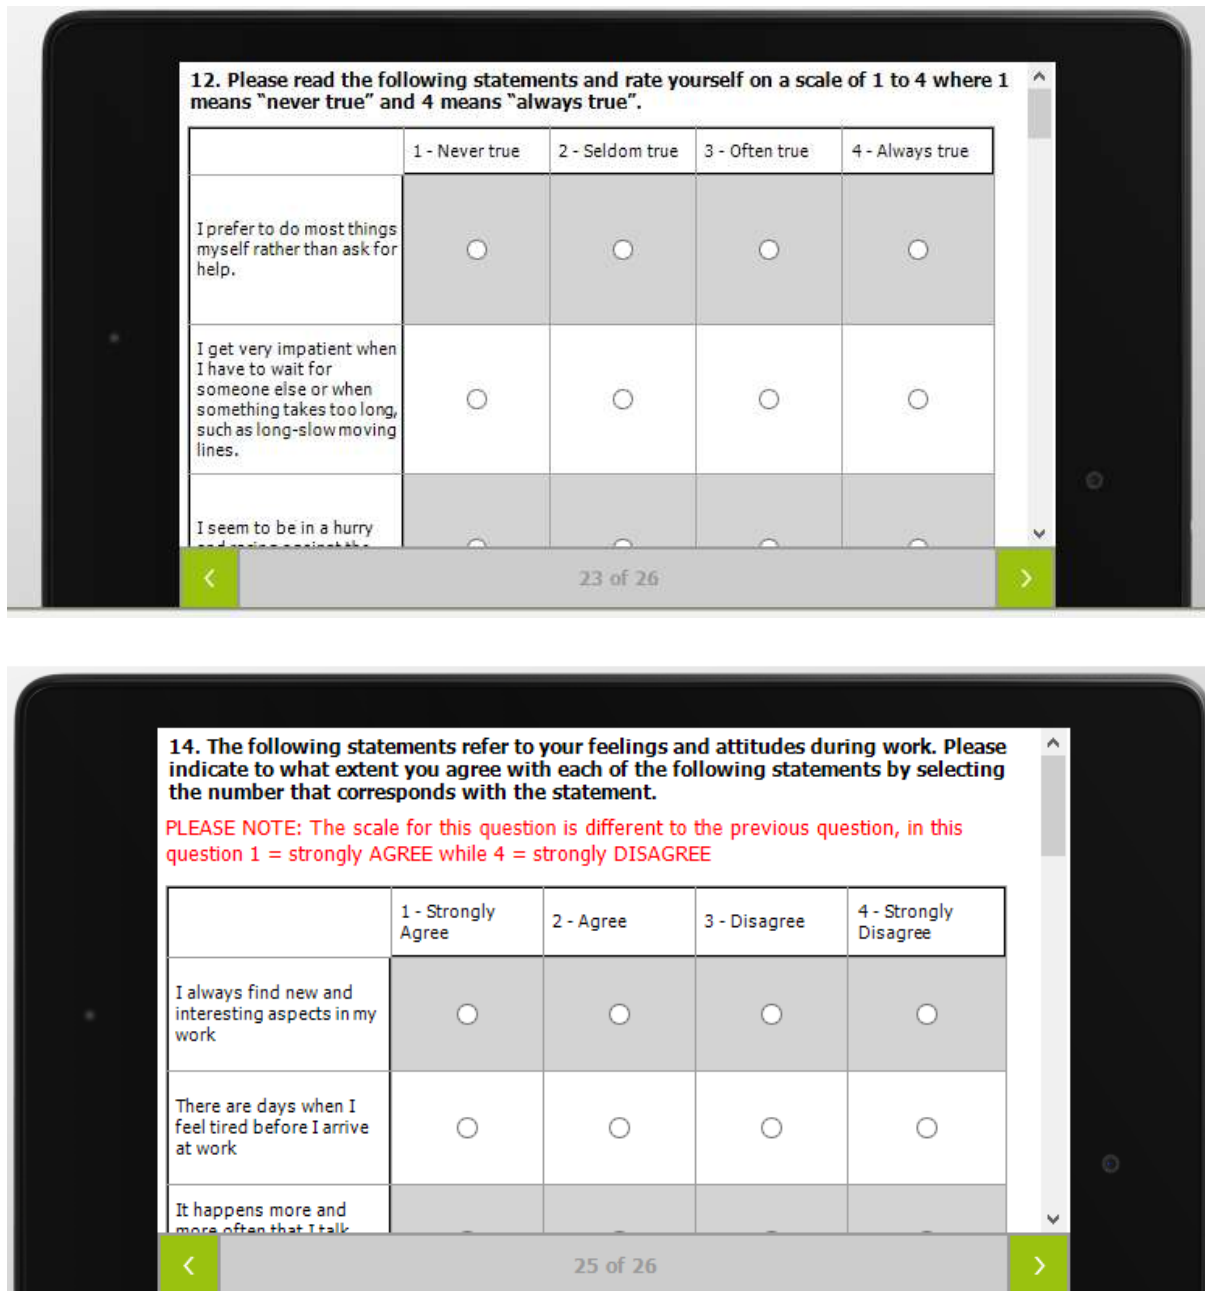 12. Please read the following statements and rate yourself on a scale of 1 to 4 where 1
means “never true” and 4 means “always true”.
1 - Never true 2 - Seldom true 3 - Often true 4 - Always true
I prefer to do most things
myself rather than ask for
help.
I get very impatient when
I have to wait for
someone else or when
something takes too long,
such as long-slow moving
lines.
I seem to be in a hurry
and racing against the
23 of 26
14. The following statements refer to your feelings and attitudes during work. Please
indicate to what extent you agree with each of the following statements by selecting
the number that corresponds with the statement.
PLEASE NOTE: The scale for this question is different to the previous question, in this
question 1 = strongly AGREE while 4 = strongly DISAGREE
1 - Strongly
Agree
2 - Agree
3 - Disagree
4 - Strongly
Disagree
I always find new and
interesting aspects in my
work
There are days when I
feel tired before I arrive
at work
It happens more and
more often that I talk
25 of 26